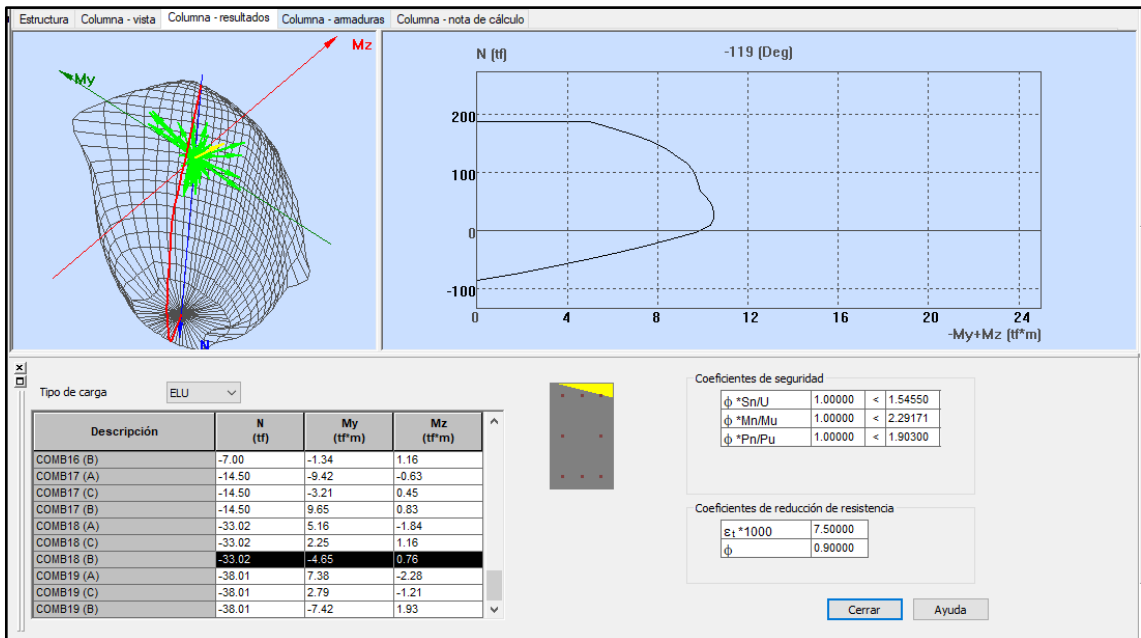 Estructura Columna - vista Columna - resultados Columna - armaduras Columna - nota de cálculo
Mz
My
N
N (tf)
-119 (Deg)
200
100
0
-100
0 4 8 12 16 20 24
-My+Mz (tf*m)
Tipo de carga ELU
Descripción N (tf) My (tf*m) Mz (tf*m)
COMB16 (B) -7.00 -1.34 1.16
COMB17 (A) -14.50 -9.42 -0.63
COMB17 (C) -14.50 -3.21 0.45
COMB17 (B) -14.50 9.65 0.83
COMB18 (A) -33.02 5.16 -1.84
COMB18 (C) -33.02 2.25 1.16
COMB18 (B) -33.02 -4.65 0.76
COMB19 (A) -38.01 7.38 -2.28
COMB19 (C) -38.01 2.79 -1.21
COMB19 (B) -38.01 -7.42 1.93
Coeficientes de seguridad
ϕ *Sn/U 1.00000 < 1.54550
ϕ *Mn/Mu 1.00000 < 2.29171
ϕ *Pn/Pu 1.00000 < 1.90300
Coeficientes de reducción de resistencia
εt *1000 7.50000
ϕ 0.90000
Cerrar Ayuda